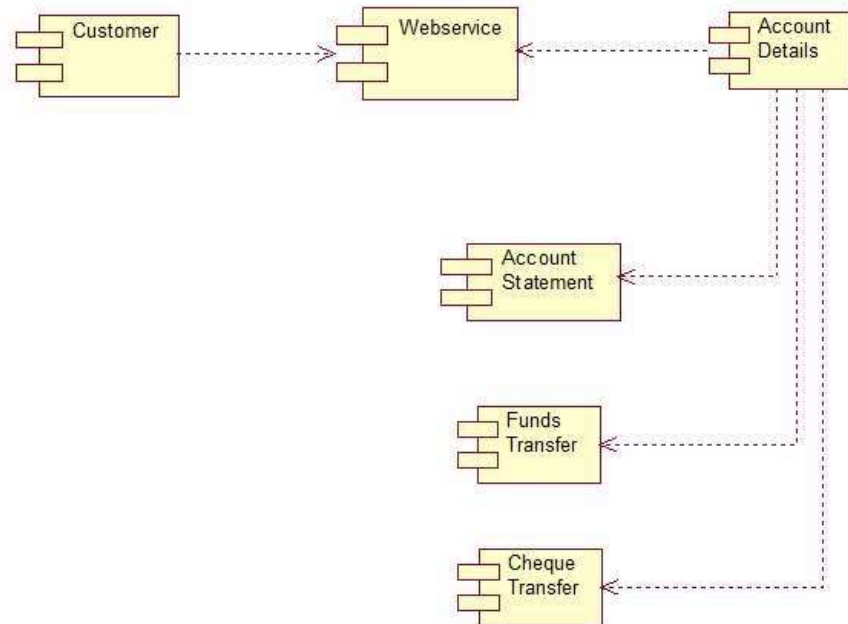 Customer
Webservice
Account
Details
Account
Statement
Funds
Transfer
Cheque
Transfer